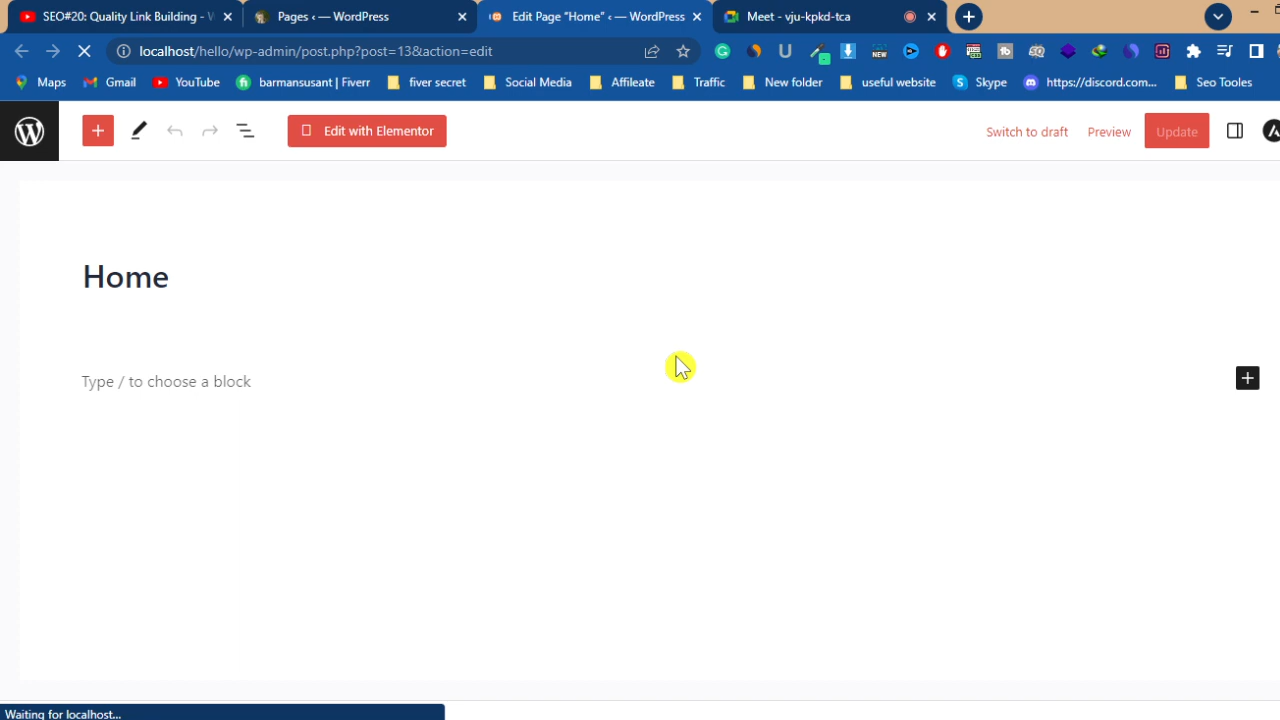 SEO#20: Quality Link Building - W
Pages ‹ — WordPress
Edit Page “Home” ‹ — WordPress
Meet - vju-kpkd-tca
localhost/hello/wp-admin/post.php?post=13&action=edit
Maps
Gmail
YouTube
barmansusant | Fiverr
fiver secret
Social Media
Affileate
Traffic
New folder
useful website
Skype
https://discord.com...
Seo Tooles
Edit with Elementor
Switch to draft
Preview
Update
Home
Type / to choose a block
Waiting for localhost...